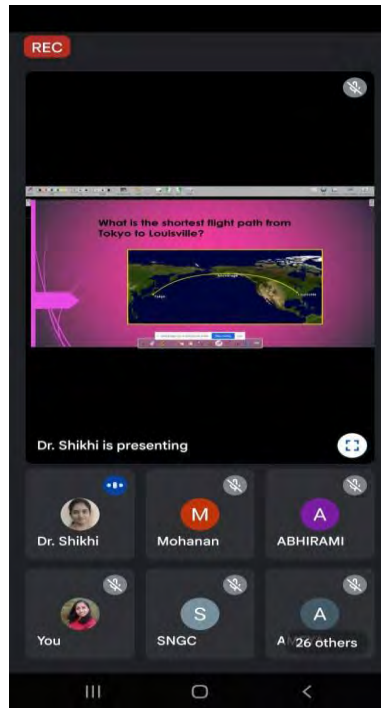 REC
What is the shortest flight path from
Tokyo to Louisville?
Tokyo
Dr. Shikhi is presenting
Dr. Shikhi
M
Mohanan
A
ABHIRAMI
You
S
SNGC
A
A
26 others